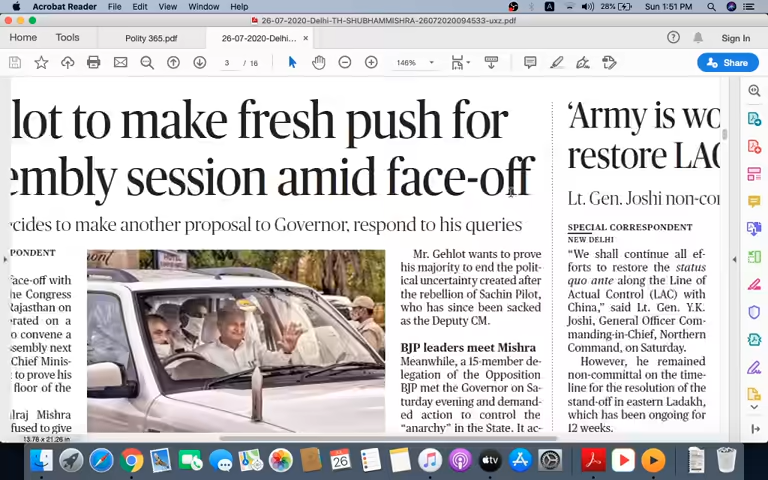 Acrobat Reader File Edit View Window Help A 28% Sun 1:51 PM
26-07-2020-Delhi-TH-SHUBHAMMISHRA-26072020094533-uxz.pdf
Home Tools Polity 365.pdf 26-07-2020-Delhi... × Sign In
3 / 16 146% Share
lot to make fresh push for
embly session amid face-off
cides to make another proposal to Governor, respond to his queries
PONDENT
face-off with
he Congress
Rajasthan on
erated on a
o convene a
ssembly next
Chief Minis-
to prove his
floor of the
alraj Mishra
fused to give
Mr. Gehlot wants to prove
his majority to end the polit-
ical uncertainty created after
the rebellion of Sachin Pilot,
who has since been sacked
as the Deputy CM.
BJP leaders meet Mishra
Meanwhile, a 15-member de-
legation of the Opposition
BJP met the Governor on Sa-
turday evening and demand-
ed action to control the
“anarchy” in the State. It ac-
‘Army is wo
restore LAC
Lt. Gen. Joshi non-co
SPECIAL CORRESPONDENT
NEW DELHI
“We shall continue all ef-
forts to restore the status
quo ante along the Line of
Actual Control (LAC) with
China,” said Lt. Gen. Y.K.
Joshi, General Officer Com-
manding-in-Chief, Northern
Command, on Saturday.
However, he remained
non-committal on the time-
line for the resolution of the
stand-off in eastern Ladakh,
which has been ongoing for
12 weeks.
13.76 x 21.26 in
26
tv